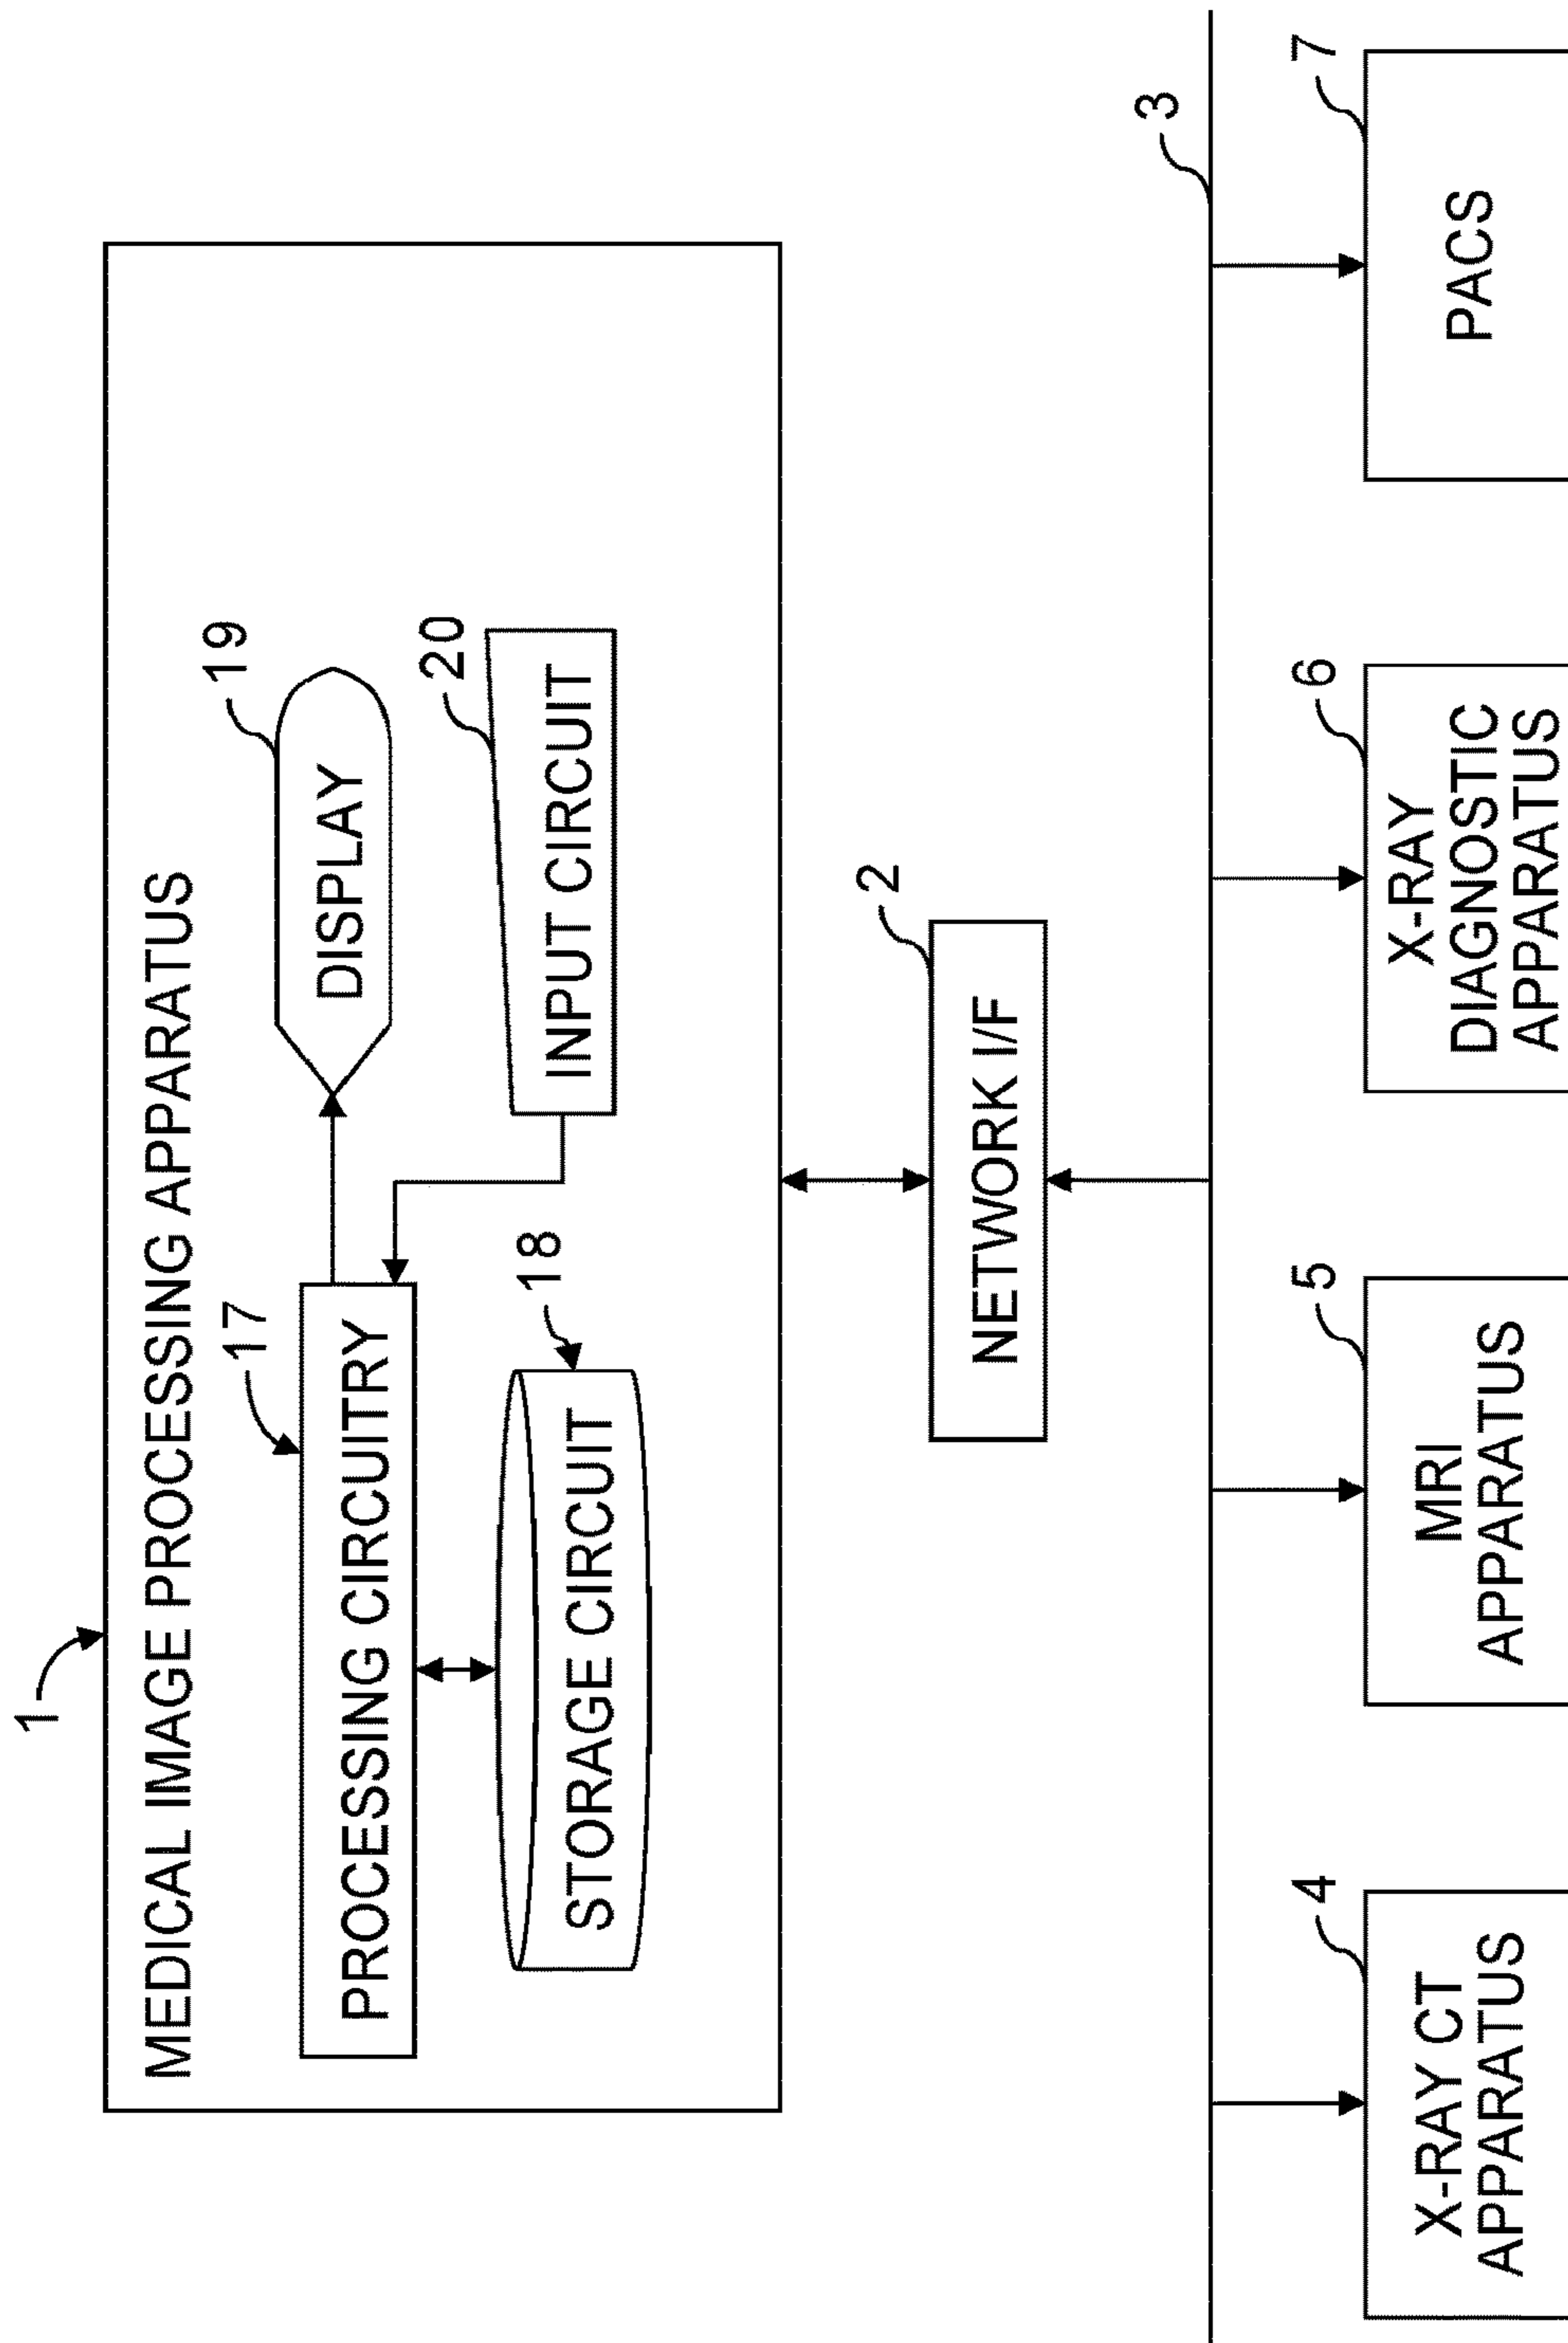 1
MEDICAL IMAGE PROCESSING APPARATUS
17
PROCESSING CIRCUITRY
19
DISPLAY
18
STORAGE CIRCUIT
20
INPUT CIRCUIT
2
NETWORK I/F
3
4
X-RAY CT
APPARATUS
5
MRI
APPARATUS
6
X-RAY
DIAGNOSTIC
APPARATUS
7
PACS